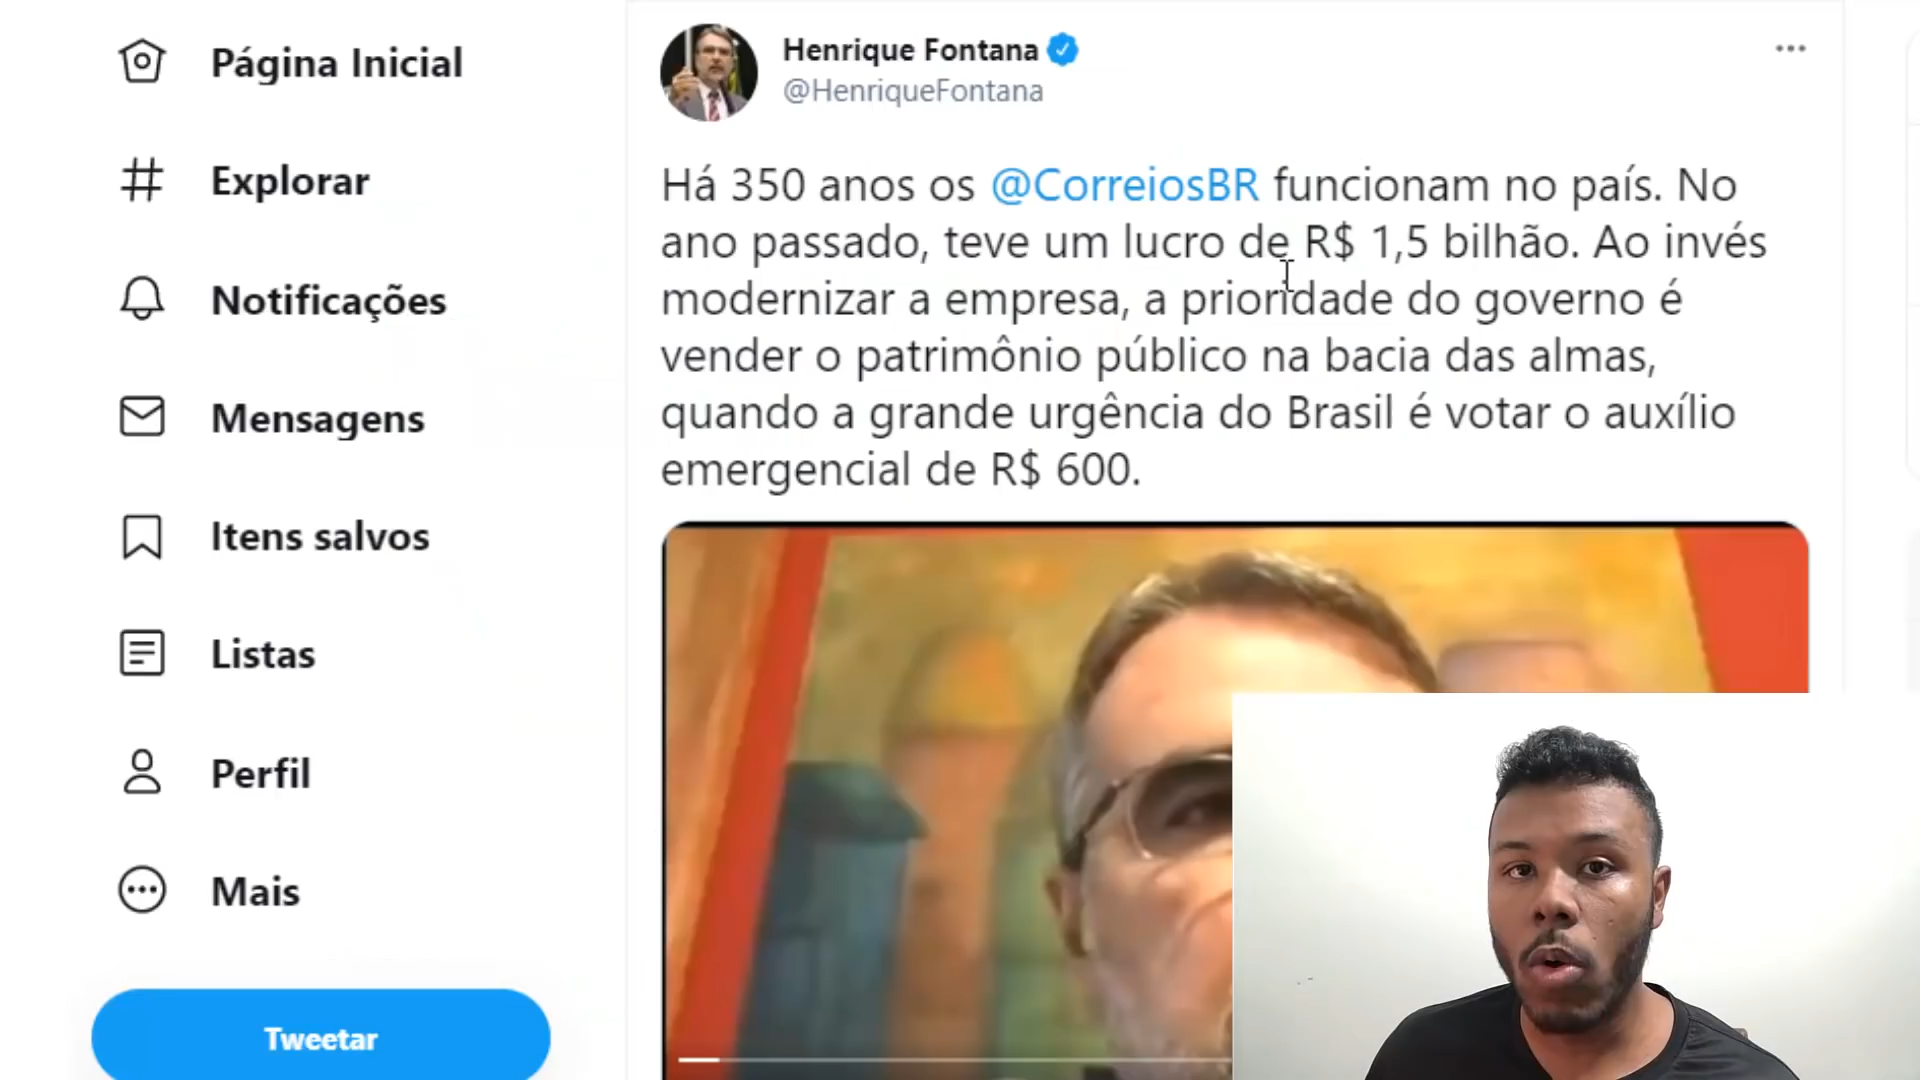 Página Inicial
Explorar
Notificações
Mensagens
Itens salvos
Listas
Perfil
Mais
Tweetar
Henrique Fontana
@HenriqueFontana
Há 350 anos os @CorreiosBR funcionam no país. No
ano passado, teve um lucro de R$ 1,5 bilhão. Ao invés
modernizar a empresa, a prioridade do governo é
vender o patrimônio público na bacia das almas,
quando a grande urgência do Brasil é votar o auxílio
emergencial de R$ 600.